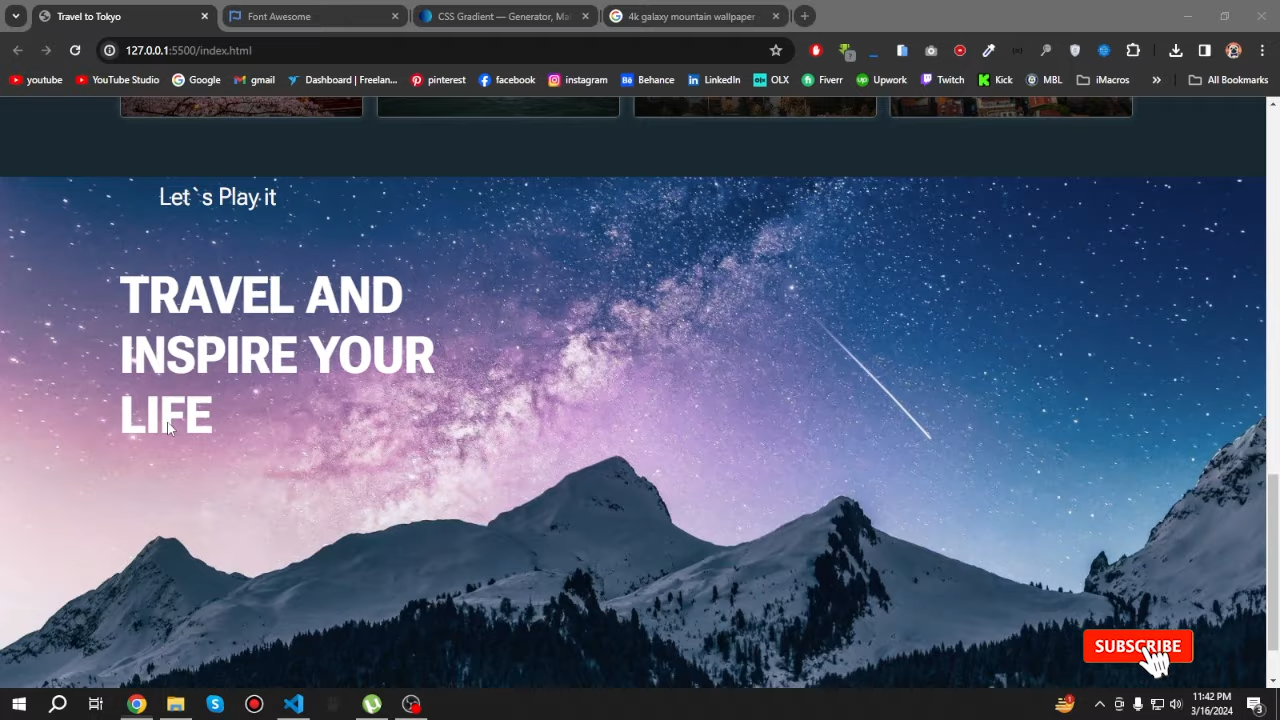 Travel to Tokyo
Font Awesome
CSS Gradient — Generator, Ma
4k galaxy mountain wallpaper
127.0.0.1:5500/index.html
youtube
YouTube Studio
Google
gmail
Dashboard | Freelan...
pinterest
facebook
instagram
Behance
LinkedIn
OLX
Fiverr
Upwork
Twitch
Kick
MBL
iMacros
»
All Bookmarks
Let`s Play it
TRAVEL AND
INSPIRE YOUR
LIFE
SUBSCRIBE
11:42 PM
3/16/2024